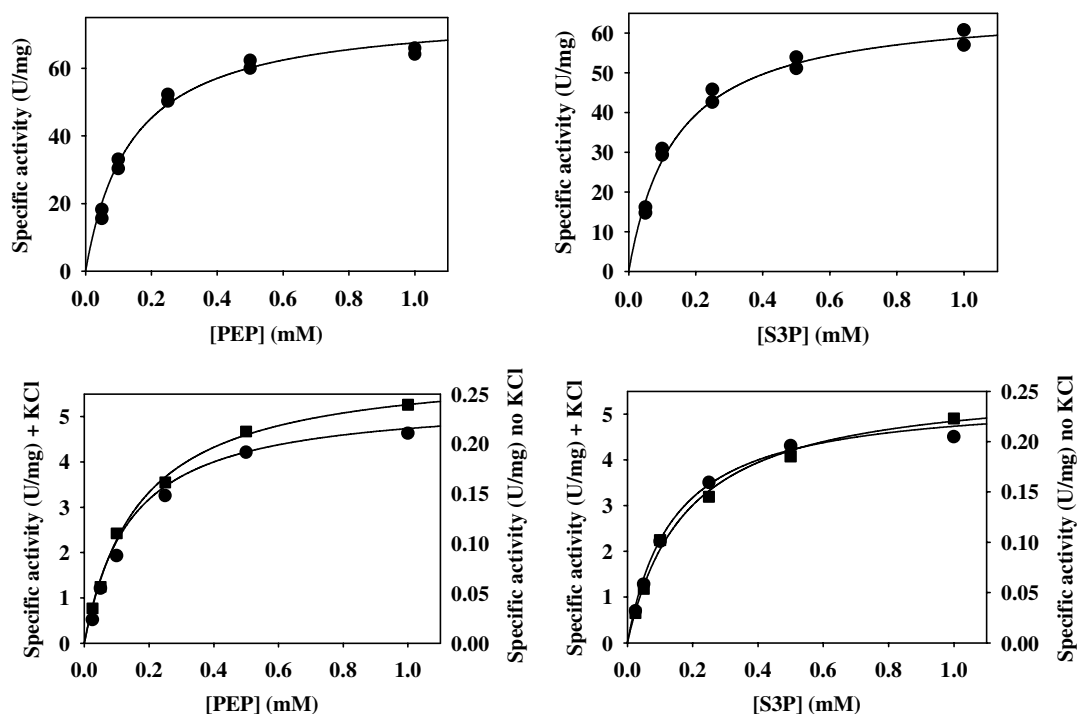 Specific activity (U/mg)
60
40
20
0
0.0 0.2 0.4 0.6 0.8 1.0
[PEP] (mM)
Specific activity (U/mg)
60
50
40
30
20
10
0
0.0 0.2 0.4 0.6 0.8 1.0
[S3P] (mM)
Specific activity (U/mg) + KCl
5
4
3
2
1
0
0.0 0.2 0.4 0.6 0.8 1.0
[PEP] (mM)
0.25
0.20
0.15
0.10
0.05
0.00
Specific activity (U/mg) no KCl
Specific activity (U/mg) + KCl
5
4
3
2
1
0
0.0 0.2 0.4 0.6 0.8 1.0
[S3P] (mM)
0.25
0.20
0.15
0.10
0.05
0.00
Specific activity (U/mg) no KCl